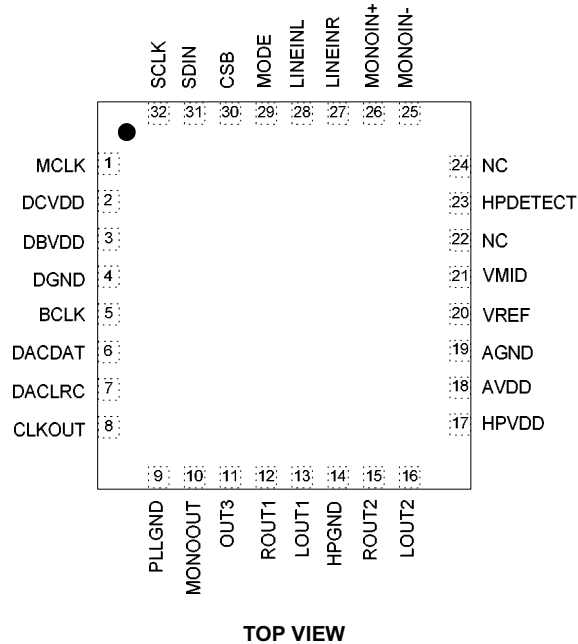 SCLK
SDIN
CSB
MODE
LINEINL
LINEINR
MONOIN+
MONOIN-
32 31 30 29 28 27 26 25
MCLK 1
DCVDD 2
DBVDD 3
DGND 4
BCLK 5
DACDAT 6
DACLRC 7
CLKOUT 8
24 NC
23 HPDETECT
22 NC
21 VMID
20 VREF
19 AGND
18 AVDD
17 HPVDD
9 10 11 12 13 14 15 16
PLLGND
MONOOUT
OUT3
ROUT1
LOUT1
HPGND
ROUT2
LOUT2
TOP VIEW